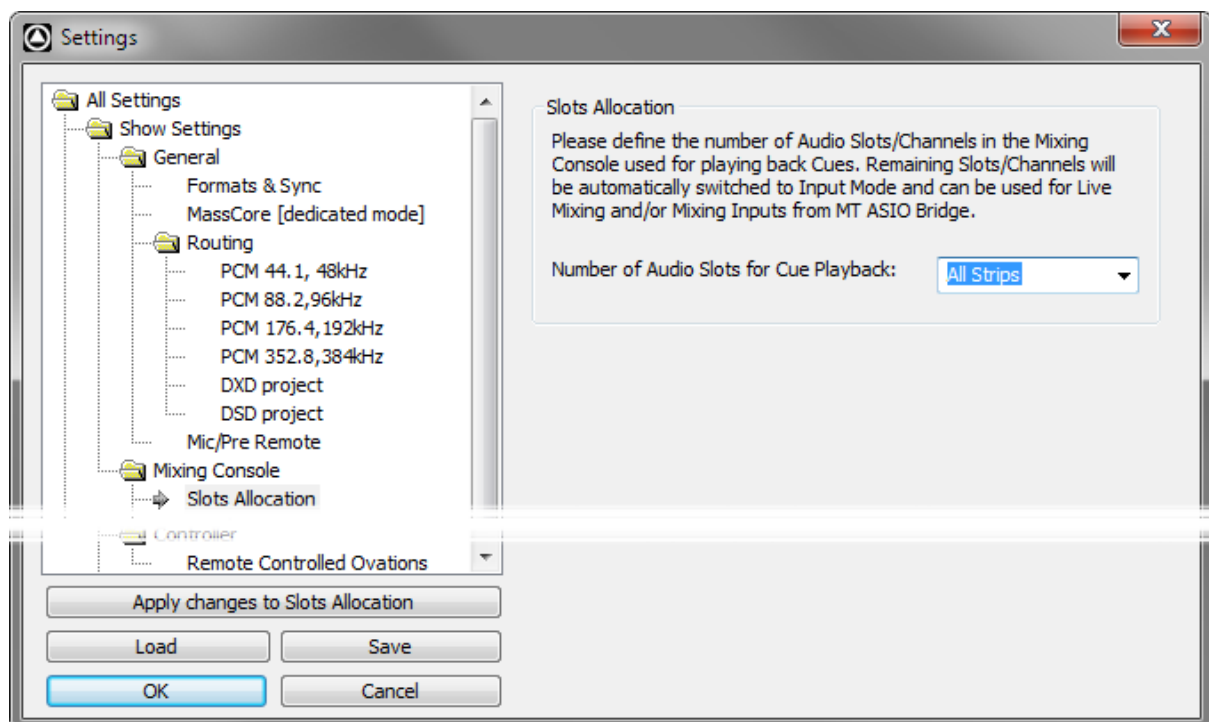 Settings
All Settings
Show Settings
General
Formats & Sync
MassCore [dedicated mode]
Routing
PCM 44.1, 48kHz
PCM 88.2,96kHz
PCM 176.4,192kHz
PCM 352.8,384kHz
DXD project
DSD project
Mic/Pre Remote
Mixing Console
Slots Allocation
Controller
Remote Controlled Ovations
Apply changes to Slots Allocation
Load Save
OK Cancel
Slots Allocation
Please define the number of Audio Slots/Channels in the Mixing
Console used for playing back Cues. Remaining Slots/Channels will
be automatically switched to Input Mode and can be used for Live
Mixing and/or Mixing Inputs from MT ASIO Bridge.
Number of Audio Slots for Cue Playback: All Strips